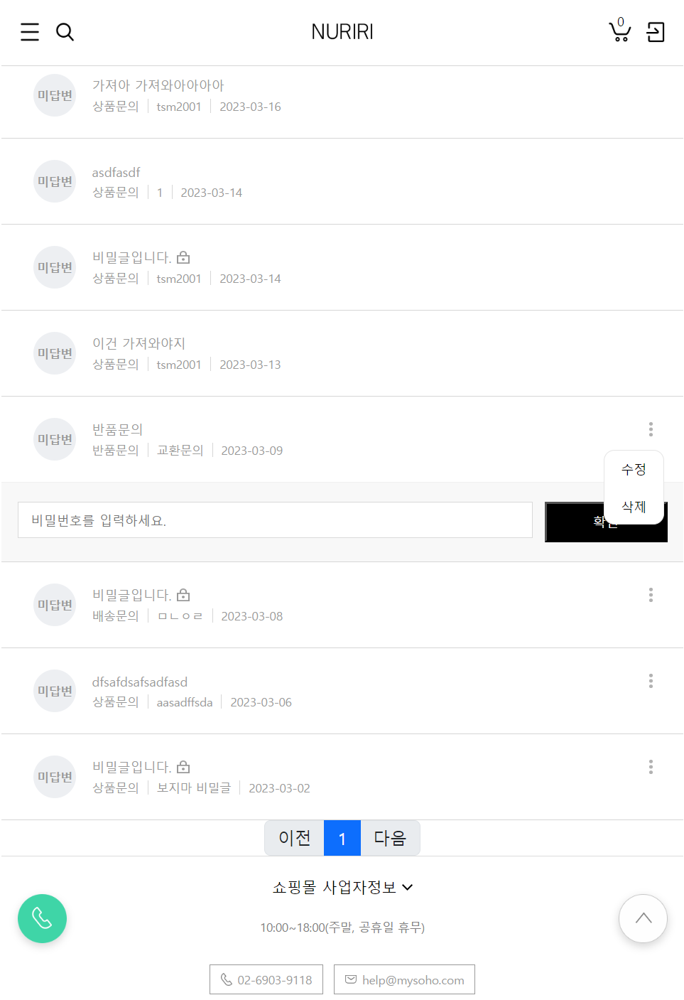 NURIRI
0
미답변
가져아 가져와아아아아
상품문의 tsm2001 2023-03-16
미답변
asdfasdf
상품문의 1 2023-03-14
미답변
비밀글입니다.
상품문의 tsm2001 2023-03-14
미답변
이건 가져와야지
상품문의 tsm2001 2023-03-13
미답변
반품문의
반품문의 교환문의 2023-03-09
수정
삭제
비밀번호를 입력하세요.
미답변
비밀글입니다.
배송문의 ㅁㄴㅇㄹ 2023-03-08
미답변
dfsafdsafsadfasd
상품문의 aasadffsda 2023-03-06
미답변
비밀글입니다.
상품문의 보지마 비밀글 2023-03-02
이전 1 다음
쇼핑몰 사업자정보
10:00~18:00(주말, 공휴일 휴무)
02-6903-9118 help@mysoho.com